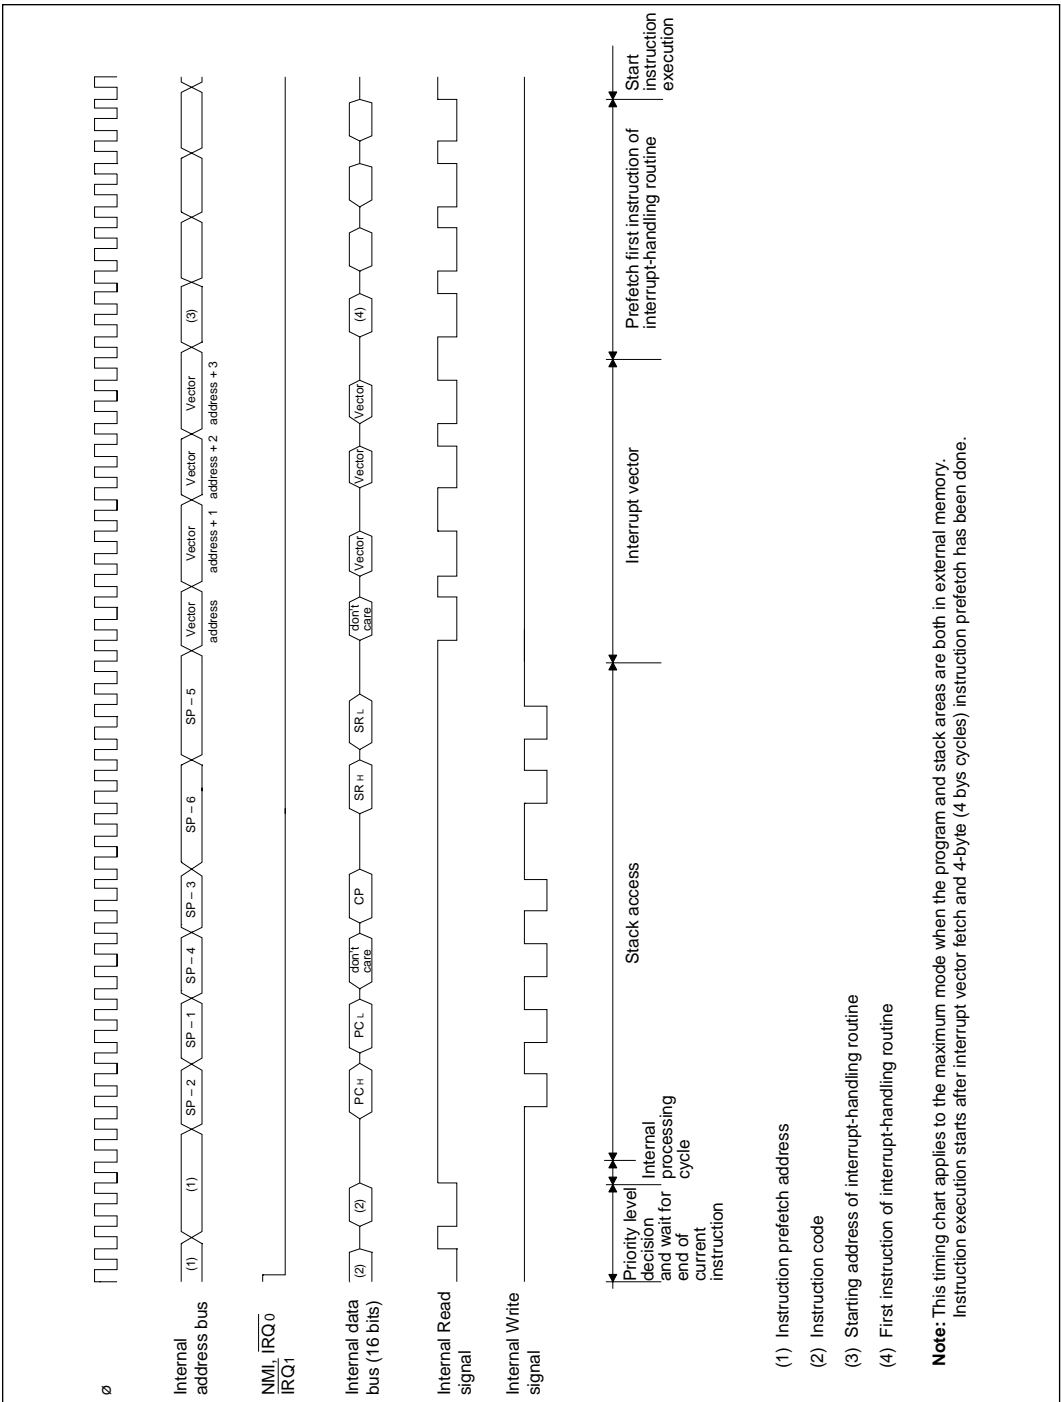 ø
Internal
address bus
(1)
(1)
SP – 2
SP – 1
SP – 4
SP – 3
SP – 6
SP – 5
Vector
address
Vector
address + 1
Vector
address + 2
Vector
address + 3
(3)
NMI, IRQ0
IRQ1
Internal data
bus (16 bits)
(2)
(2)
PC H
PC L
don't
care
CP
SR H
SR L
don't
care
Vector
Vector
Vector
(4)
Internal Read
signal
Internal Write
signal
Priority level
decision
and wait for
end of
current
instruction
Internal
processing
cycle
Stack access
Interrupt vector
Prefetch first instruction of
interrupt-handling routine
Start
instruction
execution
(1) Instruction prefetch address
(2) Instruction code
(3) Starting address of interrupt-handling routine
(4) First instruction of interrupt-handling routine
Note: This timing chart applies to the maximum mode when the program and stack areas are both in external memory.
Instruction execution starts after interrupt vector fetch and 4-byte (4 bys cycles) instruction prefetch has been done.